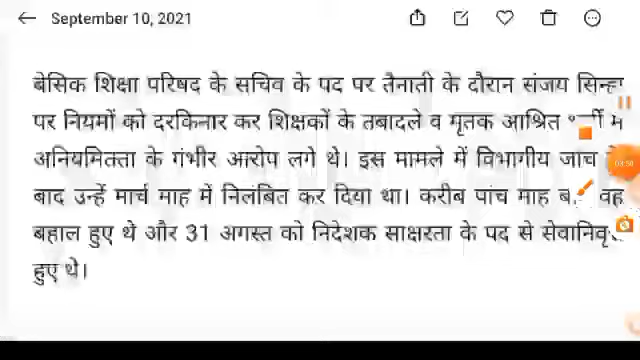 September 10, 2021
बेसिक शिक्षा परिषद के सचिव के पद पर तैनाती के दौरान संजय सिन्हा
पर नियमों को दरकिनार कर शिक्षकों के तबादले व मृतक आश्रित में
अनियमितता के गंभीर आरोप लगे थे। इस मामले में विभागीय जांच के
बाद उन्हें मार्च माह में निलंबित कर दिया था। करीब पांच माह वह
बहाल हुए थे और 31 अगस्त को निदेशक साक्षरता के पद से सेवानिवृत्त
हुए थे।